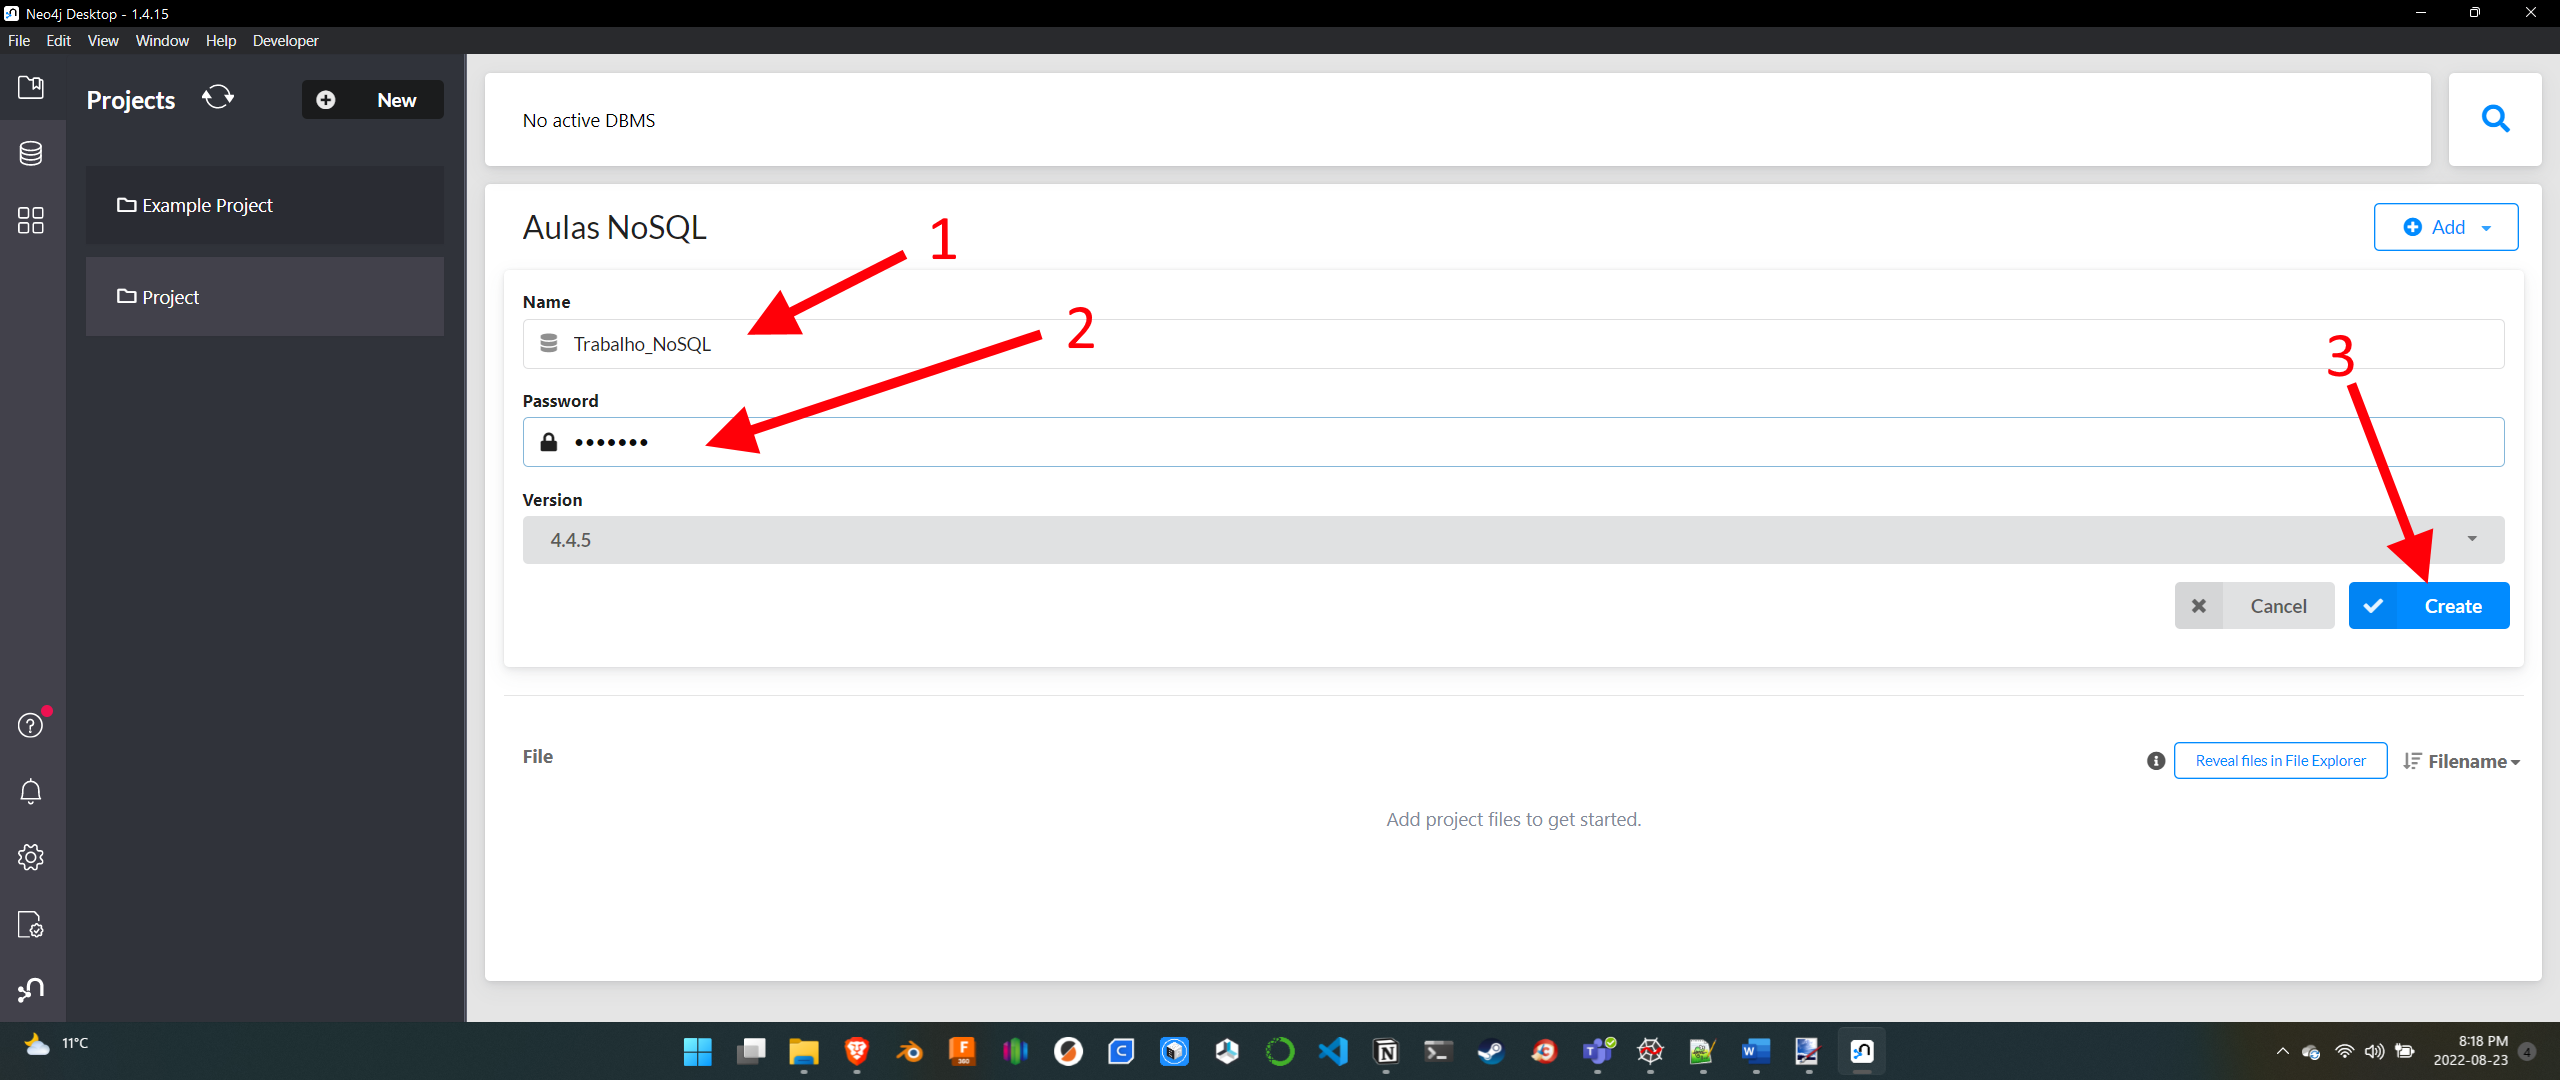 Neo4j Desktop - 1.4.15
File Edit View Window Help Developer
Projects
New
Example Project
Project
No active DBMS
Aulas NoSQL
Add
1
Name
Trabalho_NoSQL
2
Password
•••••••
3
Version
4.4.5
Cancel
Create
File
Reveal files in File Explorer
Filename
Add project files to get started.
11°C
8:18 PM
2022-08-23
4